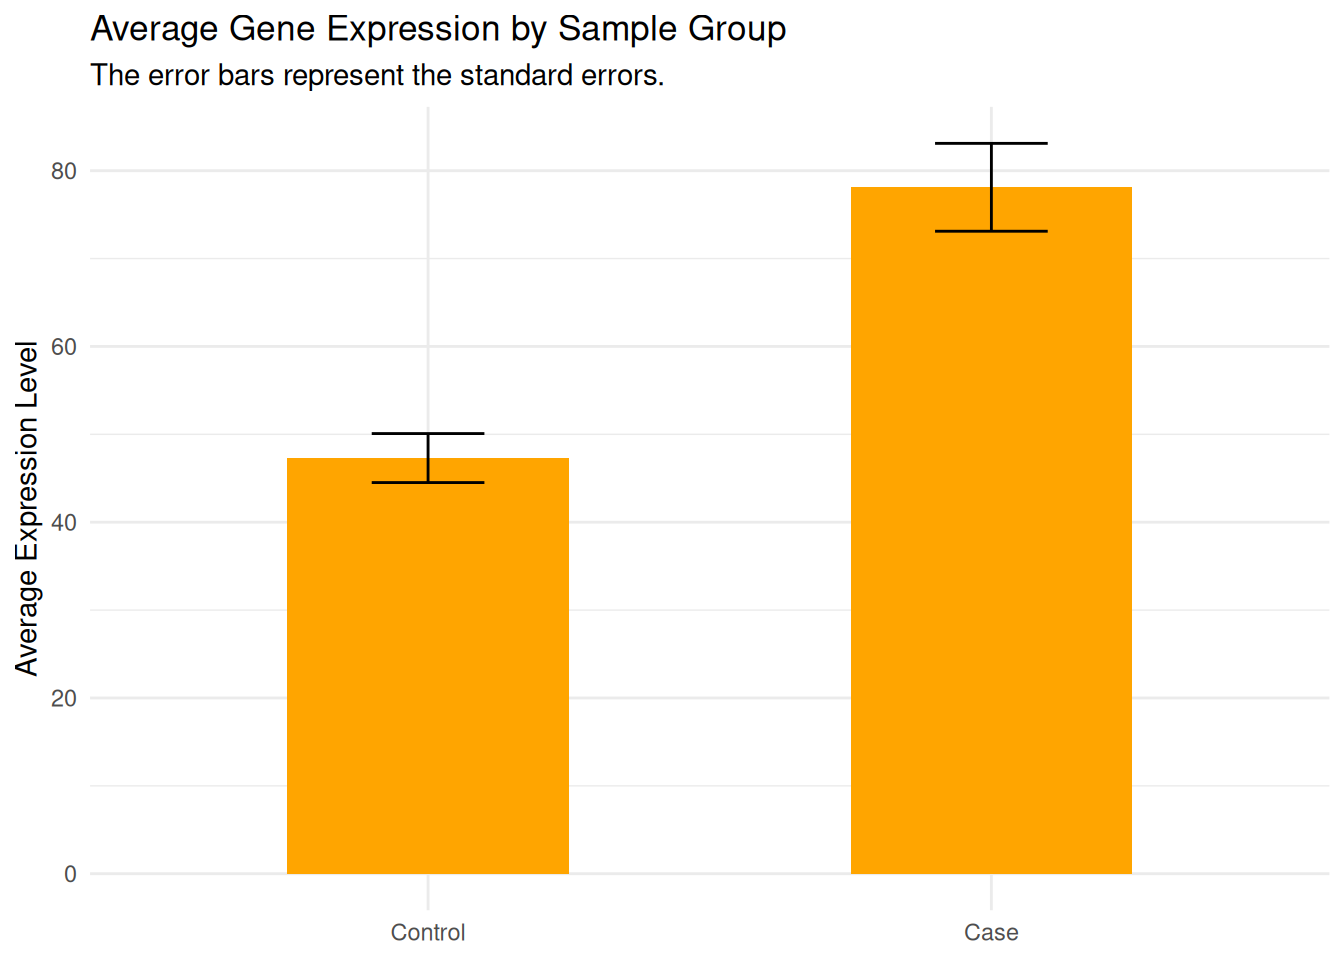 Average Gene Expression by Sample Group
The error bars represent the standard errors.
Average Expression Level
80
60
40
20
0
Control
Case